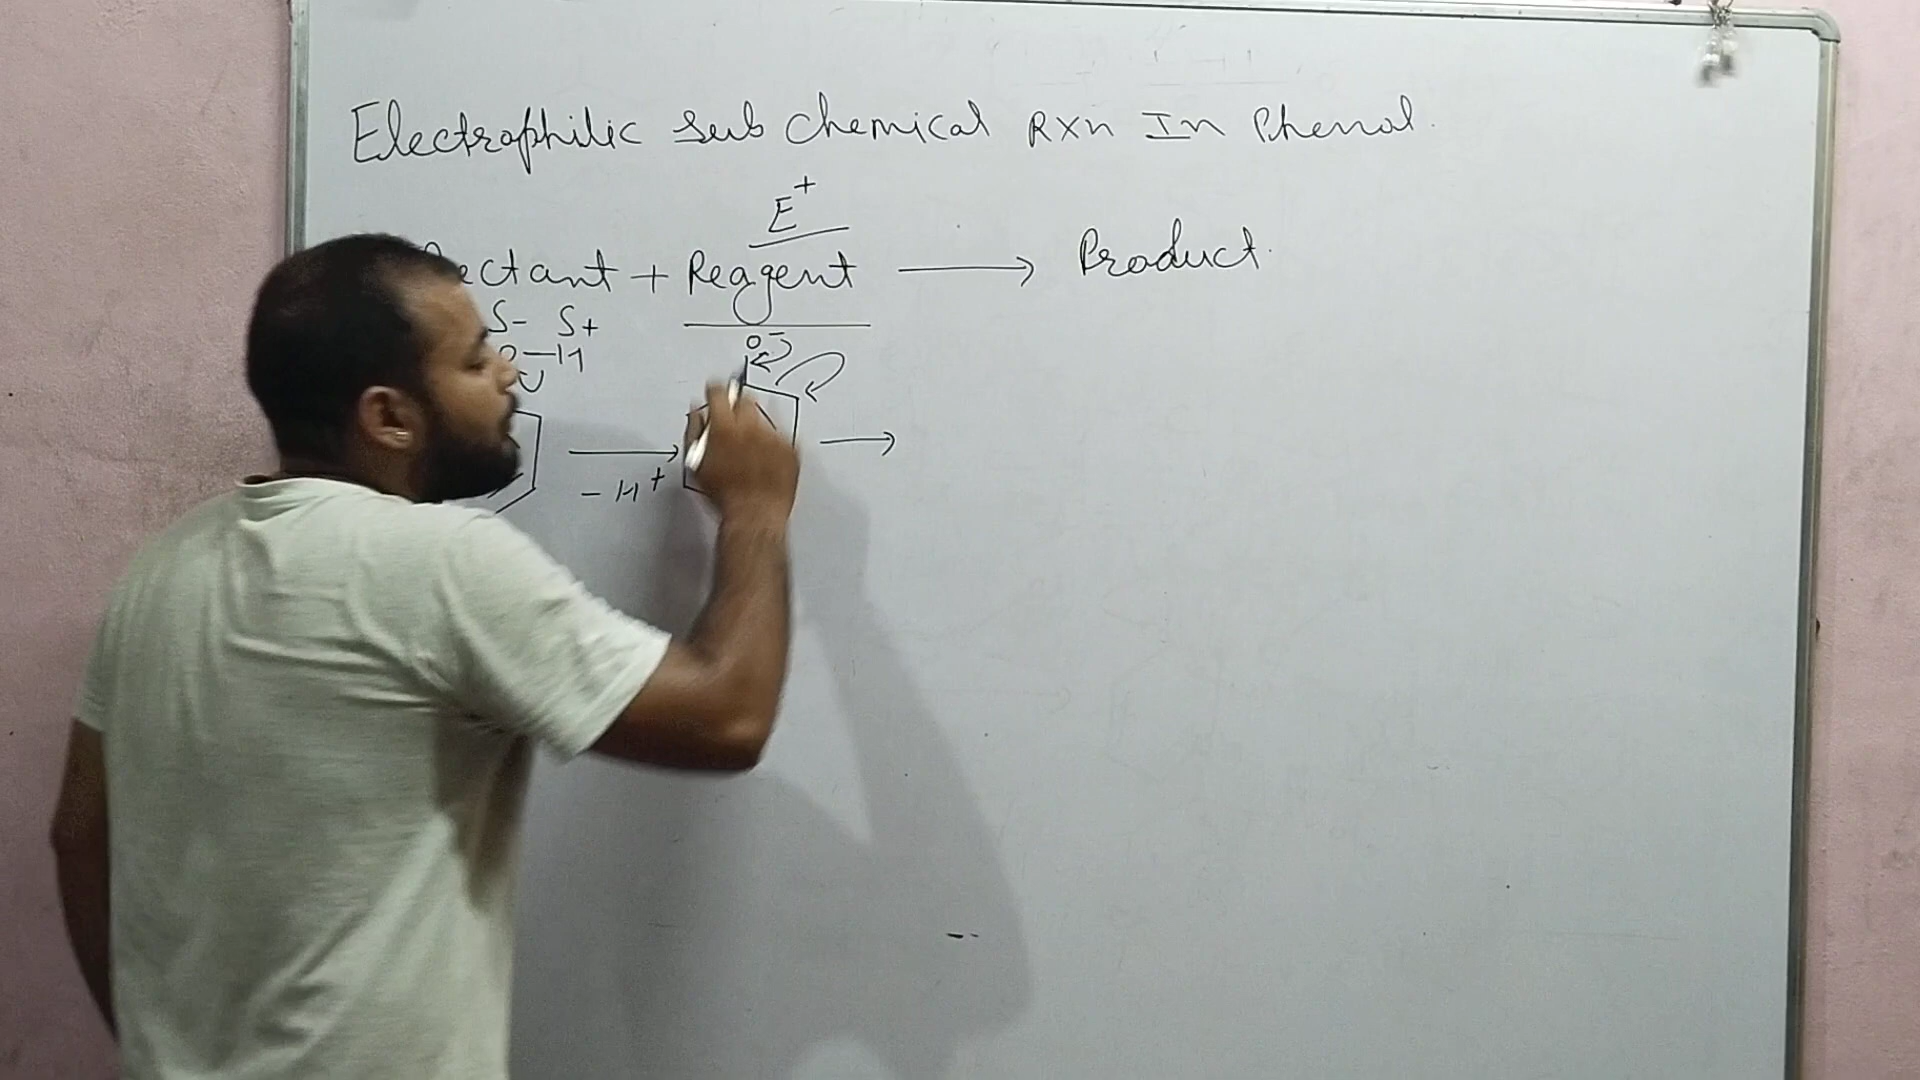 Electrophilic Sub Chemical Rxn In Phenol.
E+
ectant + Reagent → Product.
S- S+
O-H O-
→ →
- H+